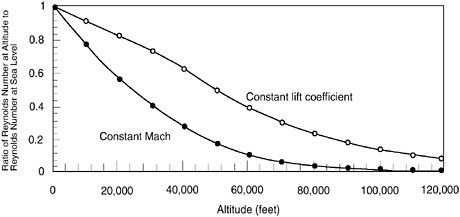 Ratio of Reynolds Number at Altitude to
Reynolds Number at Sea Level
1
0.8
0.6
0.4
0.2
0
Constant lift coefficient
Constant Mach
0
20,000
40,000
60,000
80,000
100,000
120,000
Altitude (feet)